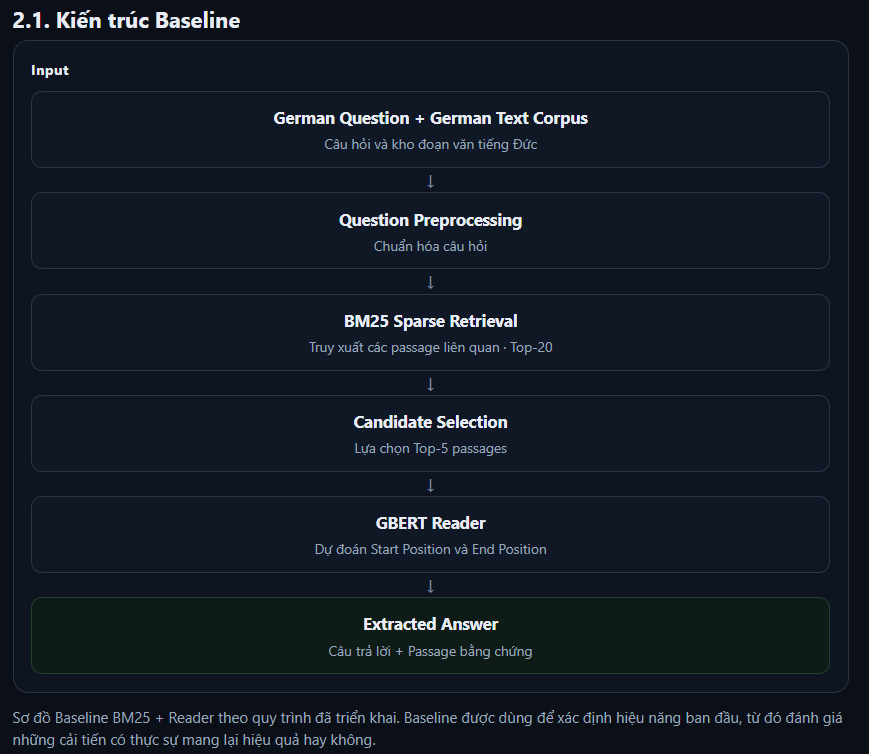 2.1. Kiến trúc Baseline
Input
German Question + German Text Corpus
Câu hỏi và kho đoạn văn tiếng Đức
↓
Question Preprocessing
Chuẩn hóa câu hỏi
↓
BM25 Sparse Retrieval
Truy xuất các passage liên quan · Top-20
↓
Candidate Selection
Lựa chọn Top-5 passages
↓
GBERT Reader
Dự đoán Start Position và End Position
↓
Extracted Answer
Câu trả lời + Passage bằng chứng
Sơ đồ Baseline BM25 + Reader theo quy trình đã triển khai. Baseline được dùng để xác định hiệu năng ban đầu, từ đó đánh giá
những cải tiến có thực sự mang lại hiệu quả hay không.